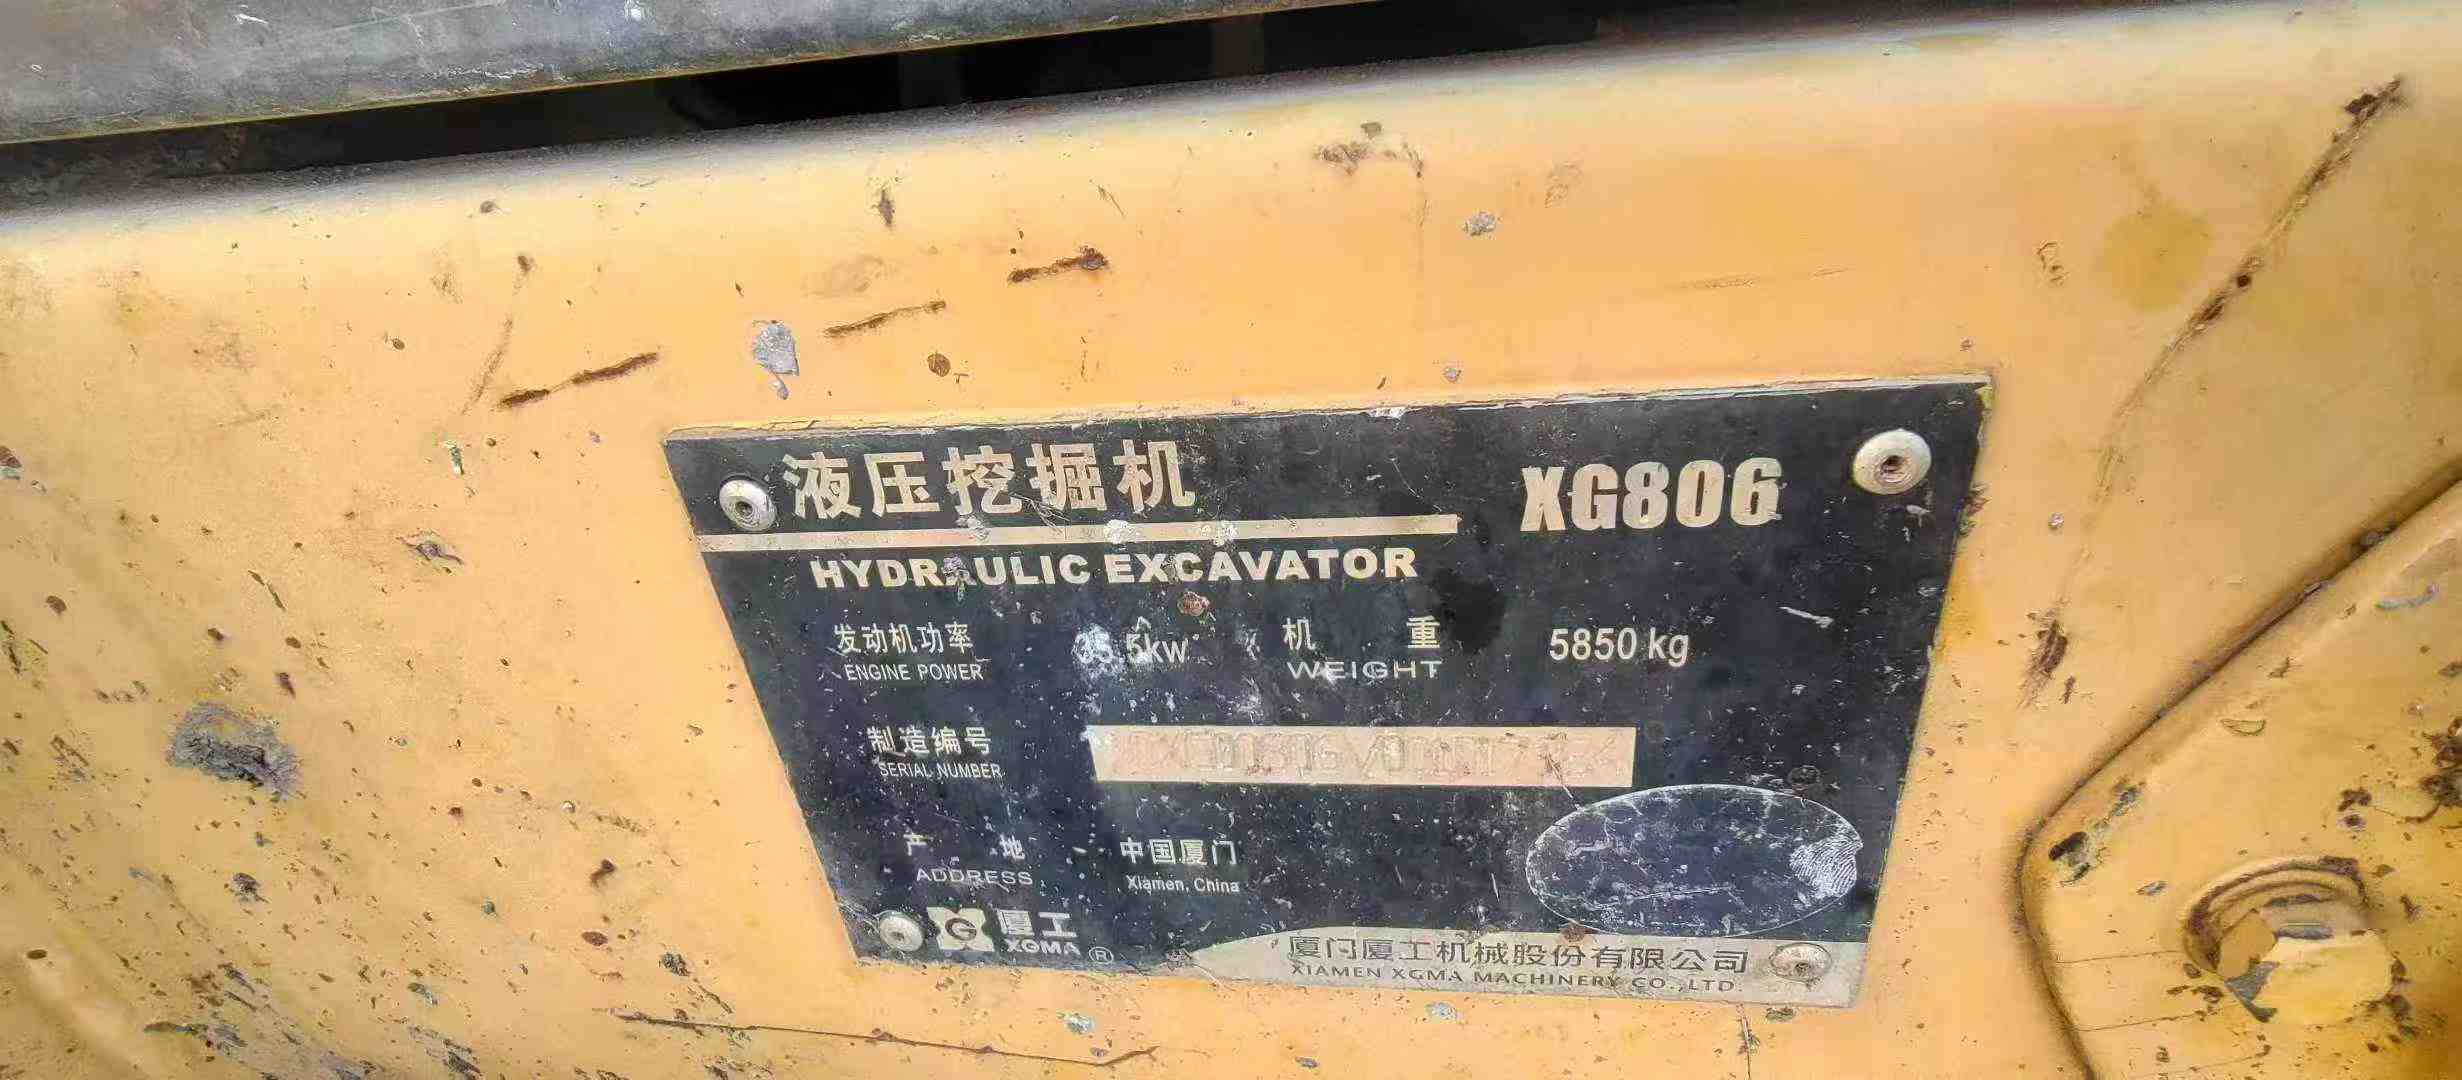 液压挖掘机 XG806
HYDRAULIC EXCAVATOR
发动机功率 35.5kw 机 重 5850 kg
ENGINE POWER WEIGHT
制造编号
SERIAL NUMBER
产 地 中国厦门
ADDRESS Xiamen, China
G 厦工
XGMA ®
厦门厦工机械股份有限公司
XIAMEN XGMA MACHINERY CO.,LTD.